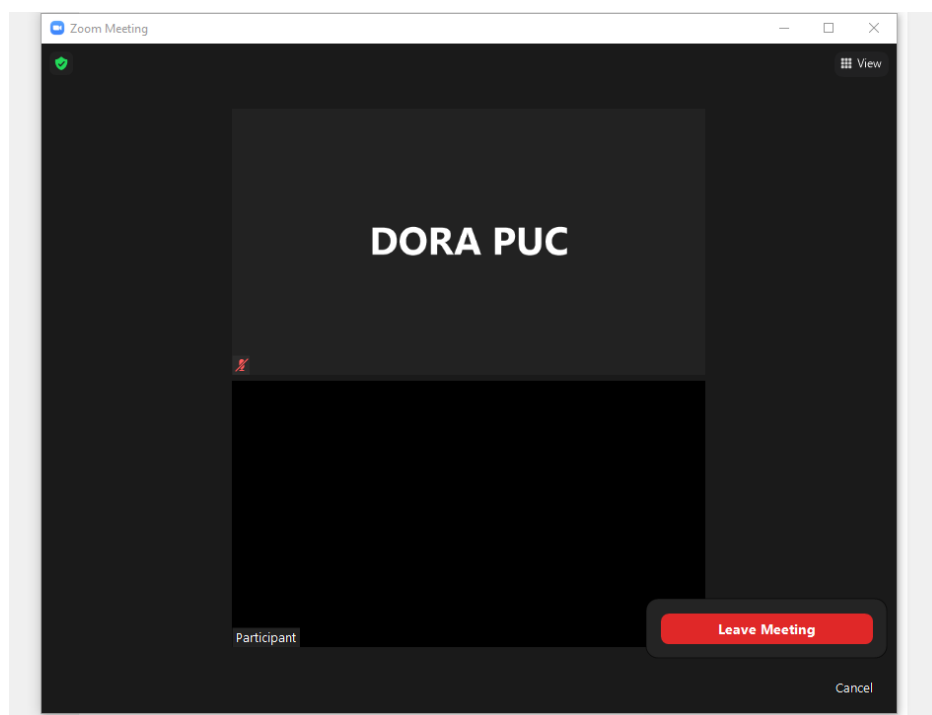 Zoom Meeting
View
DORA PUC
Participant
Leave Meeting
Cancel